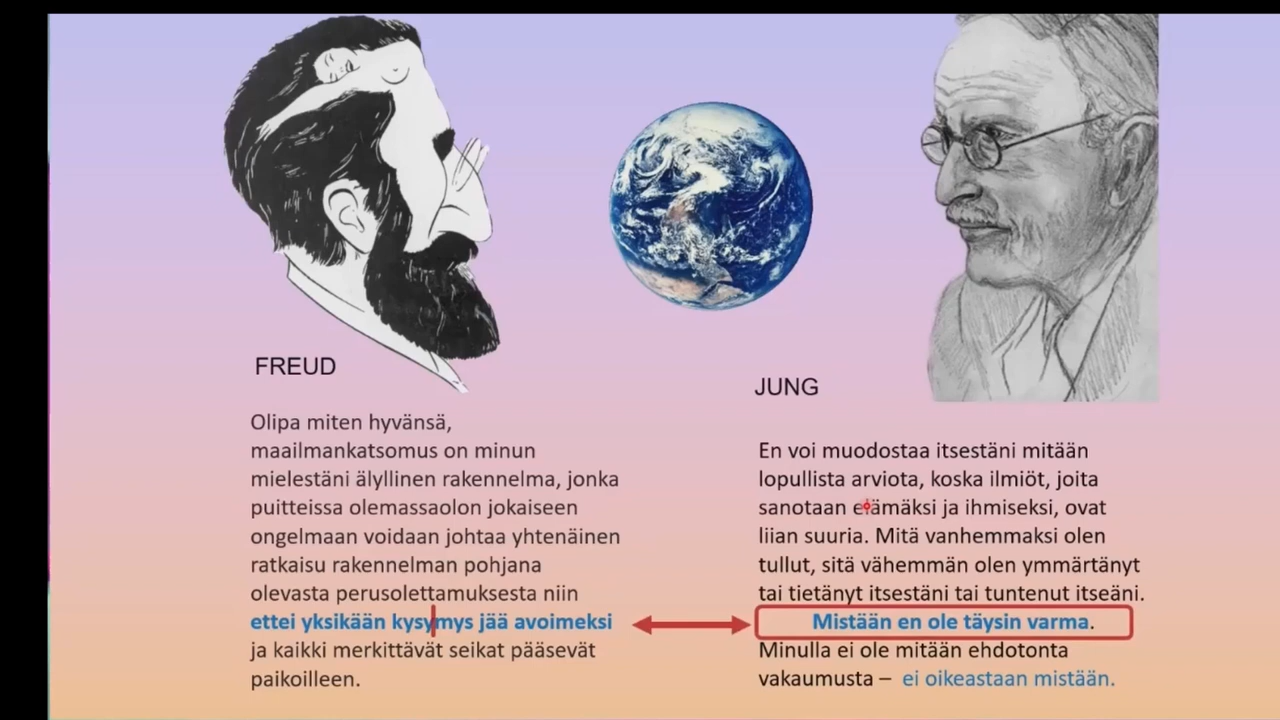 FREUD
Olipa miten hyvänsä,
maailmankatsomus on minun
mielestäni älyllinen rakennelma, jonka
puitteissa olemassaolon jokaiseen
ongelmaan voidaan johtaa yhtenäinen
ratkaisu rakennelman pohjana
olevasta perusolettamuksesta niin
ettei yksikään kysymys jää avoimeksi
ja kaikki merkittävät seikat pääsevät
paikoilleen.
JUNG
En voi muodostaa itsestäni mitään
lopullista arviota, koska ilmiöt, joita
sanotaan elämäksi ja ihmiseksi, ovat
liian suuria. Mitä vanhemmaksi olen
tullut, sitä vähemmän olen ymmärtänyt
tai tietänyt itsestäni tai tuntenut itseäni.
Mistään en ole täysin varma.
Minulla ei ole mitään ehdotonta
vakaumusta – ei oikeastaan mistään.